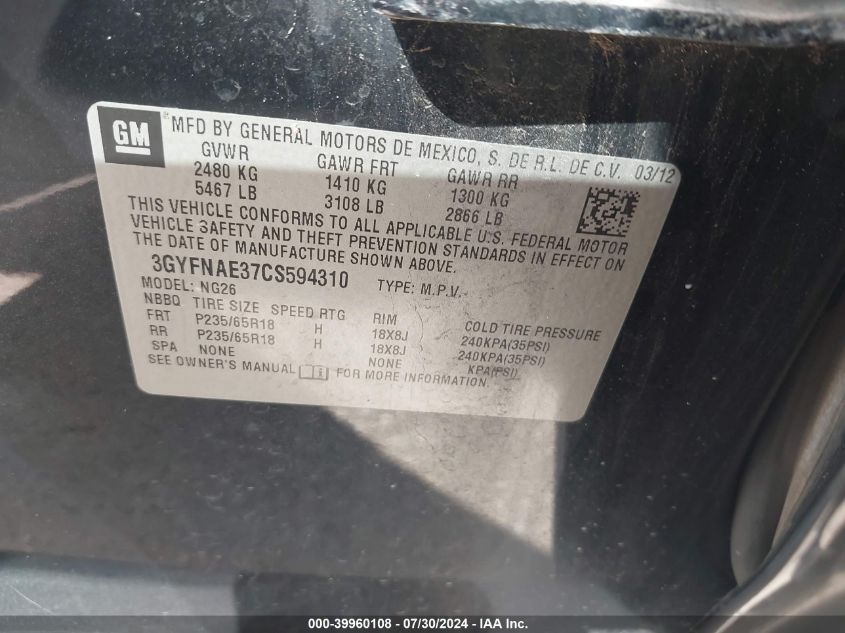 GM ® MFD BY GENERAL MOTORS DE MEXICO, S. DE R.L. DE C.V. 03/12
GVWR GAWR FRT GAWR RR
2480 KG 1410 KG 1300 KG
5467 LB 3108 LB 2866 LB
THIS VEHICLE CONFORMS TO ALL APPLICABLE U.S. FEDERAL MOTOR
VEHICLE SAFETY AND THEFT PREVENTION STANDARDS IN EFFECT ON
THE DATE OF MANUFACTURE SHOWN ABOVE.
3GYFNAE37CS594310 TYPE: M.P.V.
MODEL: NG26
NBBQ TIRE SIZE SPEED RTG RIM COLD TIRE PRESSURE
FRT P235/65R18 H 18X8J 240KPA(35PSI)
RR P235/65R18 H 18X8J 240KPA(35PSI)
SPA NONE NONE KPA(PSI)
SEE OWNER'S MANUAL FOR MORE INFORMATION.
000-39960108 - 07/30/2024 - IAA Inc.